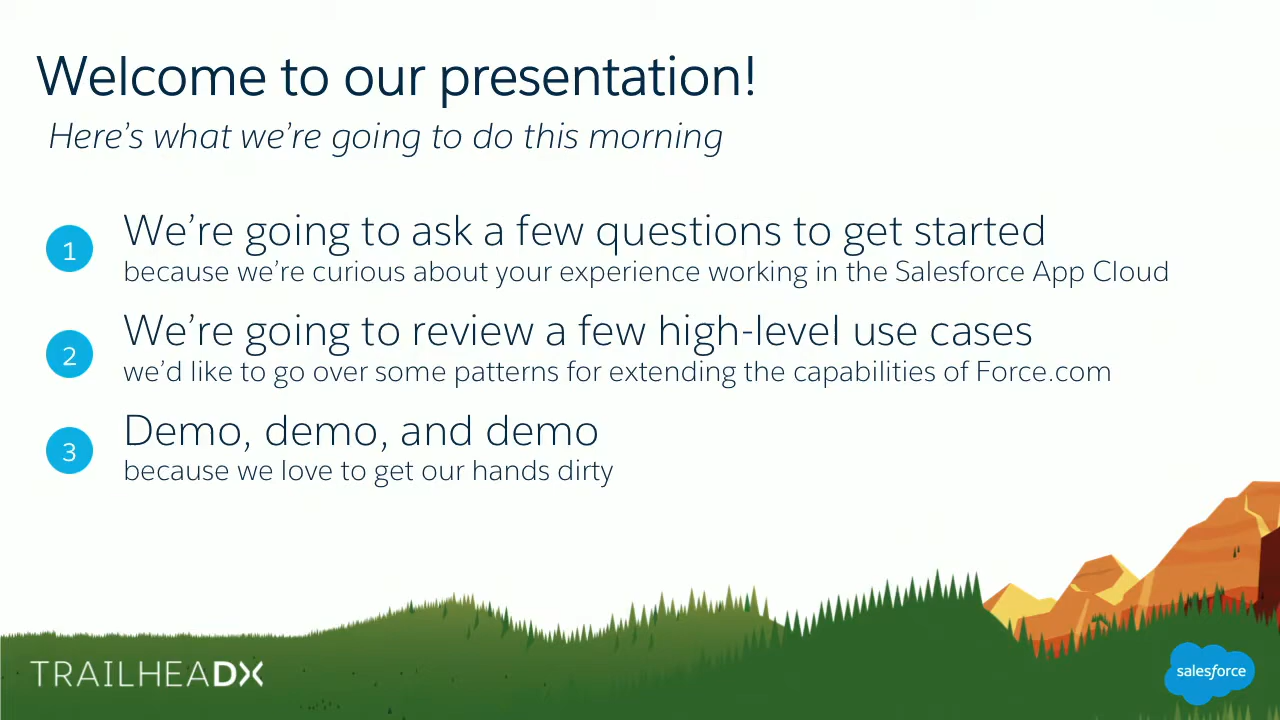 Welcome to our presentation!
Here's what we're going to do this morning
1
We're going to ask a few questions to get started
because we're curious about your experience working in the Salesforce App Cloud
2
We're going to review a few high-level use cases
we'd like to go over some patterns for extending the capabilities of Force.com
3
Demo, demo, and demo
because we love to get our hands dirty
TRAILHEADX
salesforce